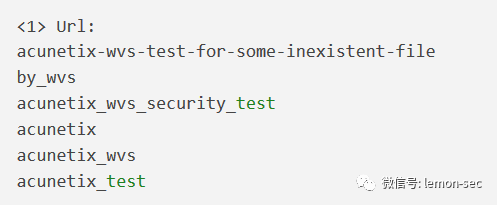 <1> Url:
acunetix-wvs-test-for-some-inexistent-file
by_wvs
acunetix_wvs_security_test
acunetix
acunetix_wvs
acunetix_test
微信号: lemon-sec